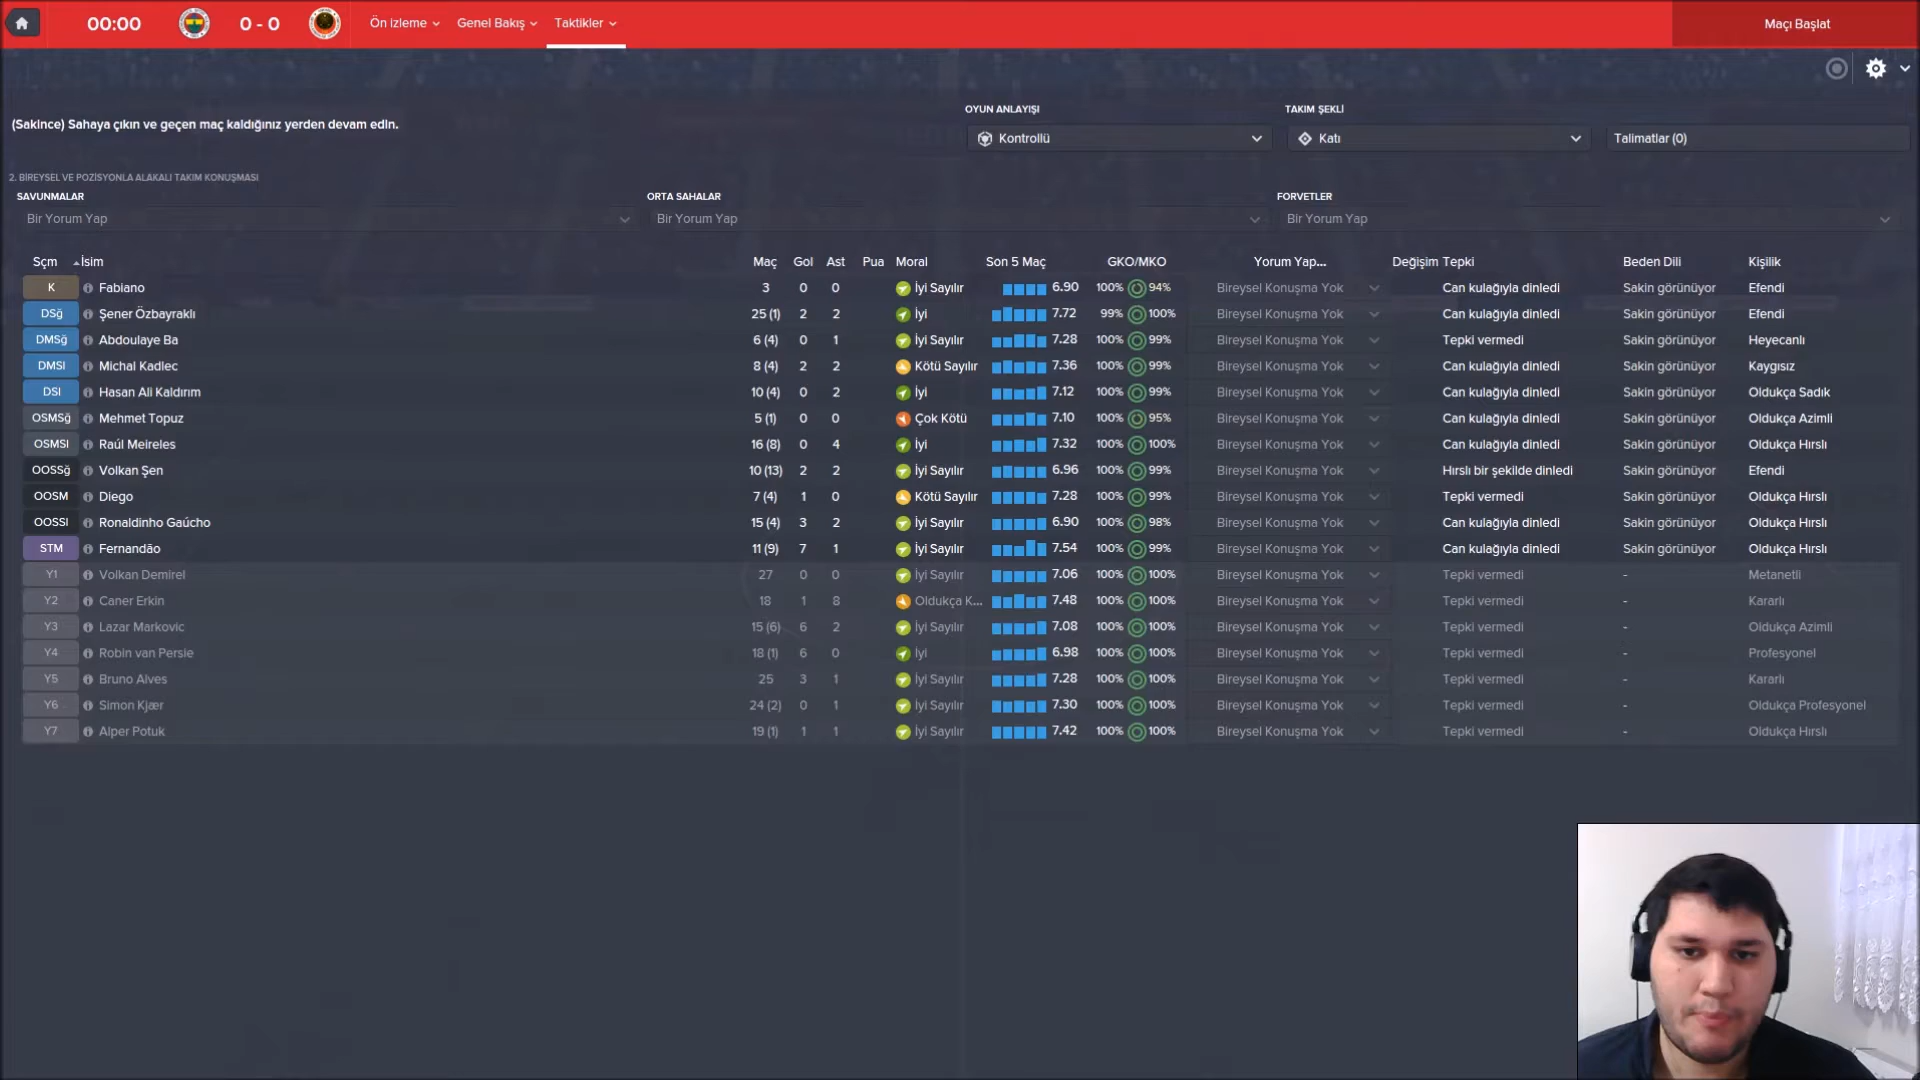 00:00 0 - 0 Ön izleme Genel Bakış Taktikler Maçı Başlat
OYUN ANLAYIŞI TAKIM ŞEKLİ
(Sakince) Sahaya çıkın ve geçen maç kaldığınız yerden devam edin.
Kontrollü Katı Talimatlar (0)
2. BİREYSEL VE POZİSYONLA ALAKALI TAKIM KONUŞMASI
SAVUNMALAR ORTA SAHALAR FORVETLER
Bir Yorum Yap Bir Yorum Yap Bir Yorum Yap
Sçm İsim Maç Gol Ast Pua Moral Son 5 Maç GKO/MKO Yorum Yap... Değişim Tepki Beden Dili Kişilik
K Fabiano 3 0 0 İyi Sayılır 6.90 100% 94% Bireysel Konuşma Yok Can kulağıyla dinledi Sakin görünüyor Efendi
DSğ Şener Özbayraklı 25 (1) 2 2 İyi 7.72 99% 100% Bireysel Konuşma Yok Can kulağıyla dinledi Sakin görünüyor Efendi
DMSğ Abdoulaye Ba 6 (4) 0 1 İyi Sayılır 7.28 100% 99% Bireysel Konuşma Yok Tepki vermedi Sakin görünüyor Heyecanlı
DMSl Michal Kadlec 8 (4) 2 2 Kötü Sayılır 7.36 100% 99% Bireysel Konuşma Yok Can kulağıyla dinledi Sakin görünüyor Kaygısız
DSl Hasan Ali Kaldırım 10 (4) 0 2 İyi 7.12 100% 99% Bireysel Konuşma Yok Can kulağıyla dinledi Sakin görünüyor Oldukça Sadık
OSMSğ Mehmet Topuz 5 (1) 0 0 Çok Kötü 7.10 100% 95% Bireysel Konuşma Yok Can kulağıyla dinledi Sakin görünüyor Oldukça Azimli
OSMSl Raúl Meireles 16 (8) 0 4 İyi 7.32 100% 100% Bireysel Konuşma Yok Can kulağıyla dinledi Sakin görünüyor Oldukça Hırslı
OOSSğ Volkan Şen 10 (13) 2 2 İyi Sayılır 6.96 100% 99% Bireysel Konuşma Yok Hırslı bir şekilde dinledi Sakin görünüyor Efendi
OOSM Diego 7 (4) 1 0 Kötü Sayılır 7.28 100% 99% Bireysel Konuşma Yok Tepki vermedi Sakin görünüyor Oldukça Hırslı
OOSSl Ronaldinho Gaúcho 15 (4) 3 2 İyi Sayılır 6.90 100% 98% Bireysel Konuşma Yok Can kulağıyla dinledi Sakin görünüyor Oldukça Hırslı
STM Fernandão 11 (9) 7 1 İyi Sayılır 7.54 100% 99% Bireysel Konuşma Yok Can kulağıyla dinledi Sakin görünüyor Oldukça Hırslı
Y1 Volkan Demirel 27 0 0 İyi Sayılır 7.06 100% 100% Bireysel Konuşma Yok Tepki vermedi - Metanetli
Y2 Caner Erkin 18 1 8 Oldukça K... 7.48 100% 100% Bireysel Konuşma Yok Tepki vermedi - Kararlı
Y3 Lazar Markovic 15 (6) 6 2 İyi Sayılır 7.08 100% 100% Bireysel Konuşma Yok Tepki vermedi - Oldukça Azimli
Y4 Robin van Persie 18 (1) 6 0 İyi 6.98 100% 100% Bireysel Konuşma Yok Tepki vermedi - Profesyonel
Y5 Bruno Alves 25 3 1 İyi Sayılır 7.28 100% 100% Bireysel Konuşma Yok Tepki vermedi - Kararlı
Y6 Simon Kjær 24 (2) 0 1 İyi Sayılır 7.30 100% 100% Bireysel Konuşma Yok Tepki vermedi - Oldukça Profesyonel
Y7 Alper Potuk 19 (1) 1 1 İyi Sayılır 7.42 100% 100% Bireysel Konuşma Yok Tepki vermedi - Oldukça Hırslı